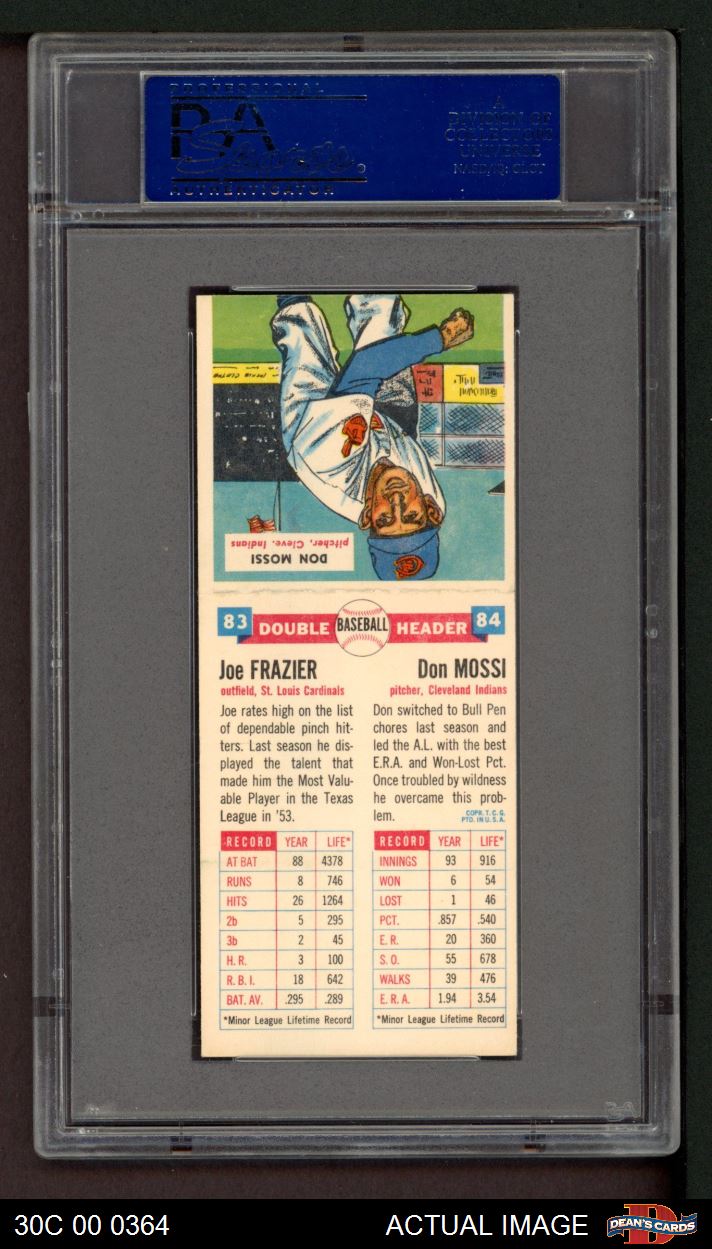 PROFESSIONAL
PSA
AUTHENTICATOR
A
DIVISION OF
COLLECTORS
UNIVERSE
NASDAQ: CLCT
DON MOSSI
pitcher, Cleve. Indians
83 DOUBLE BASEBALL HEADER 84
Joe FRAZIER
outfield, St. Louis Cardinals
Joe rates high on the list
of dependable pinch hit-
ters. Last season he dis-
played the talent that
made him the Most Valu-
able Player in the Texas
League in '53.
RECORD YEAR LIFE*
AT BAT 88 4378
RUNS 8 746
HITS 26 1264
2b 5 295
3b 2 45
H.R. 3 100
R.B.I. 18 642
BAT. AV. .295 .289
*Minor League Lifetime Record
Don MOSSI
pitcher, Cleveland Indians
Don switched to Bull Pen
chores last season and
led the A.L. with the best
E.R.A. and Won-Lost Pct.
Once troubled by wildness
he overcame this prob-
lem.
COPR. T.C.G.
PTD. IN U.S.A.
RECORD YEAR LIFE*
INNINGS 93 916
WON 6 54
LOST 1 46
PCT. .857 .540
E.R. 20 360
S.O. 55 678
WALKS 39 476
E.R.A. 1.94 3.54
*Minor League Lifetime Record
30C 00 0364
ACTUAL IMAGE
DEAN'S CARDS